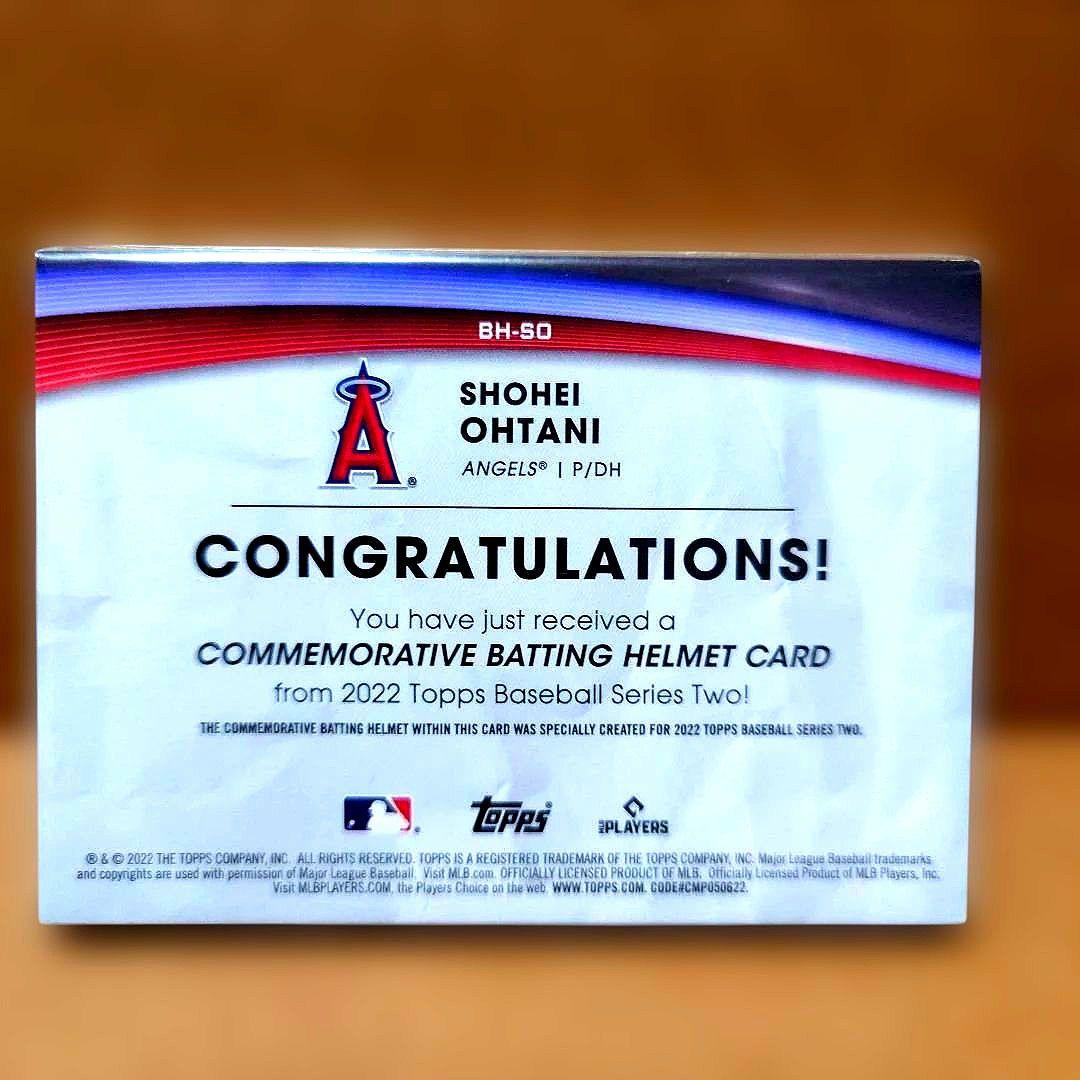 BH-SO
A®
SHOHEI
OHTANI
ANGELS® | P/DH
CONGRATULATIONS!
You have just received a
COMMEMORATIVE BATTING HELMET CARD
from 2022 Topps Baseball Series Two!
THE COMMEMORATIVE BATTING HELMET WITHIN THIS CARD WAS SPECIALLY CREATED FOR 2022 TOPPS BASEBALL SERIES TWO.
topps® PLAYERS
® & © 2022 THE TOPPS COMPANY, INC. ALL RIGHTS RESERVED. TOPPS IS A REGISTERED TRADEMARK OF THE TOPPS COMPANY, INC. Major League Baseball trademarks
and copyrights are used with permission of Major League Baseball. Visit MLB.com. OFFICIALLY LICENSED PRODUCT OF MLB. Officially Licensed Product of MLB Players, Inc.
Visit MLBPLAYERS.COM, the Players Choice on the web. WWW.TOPPS.COM. CODE#CMP050622.